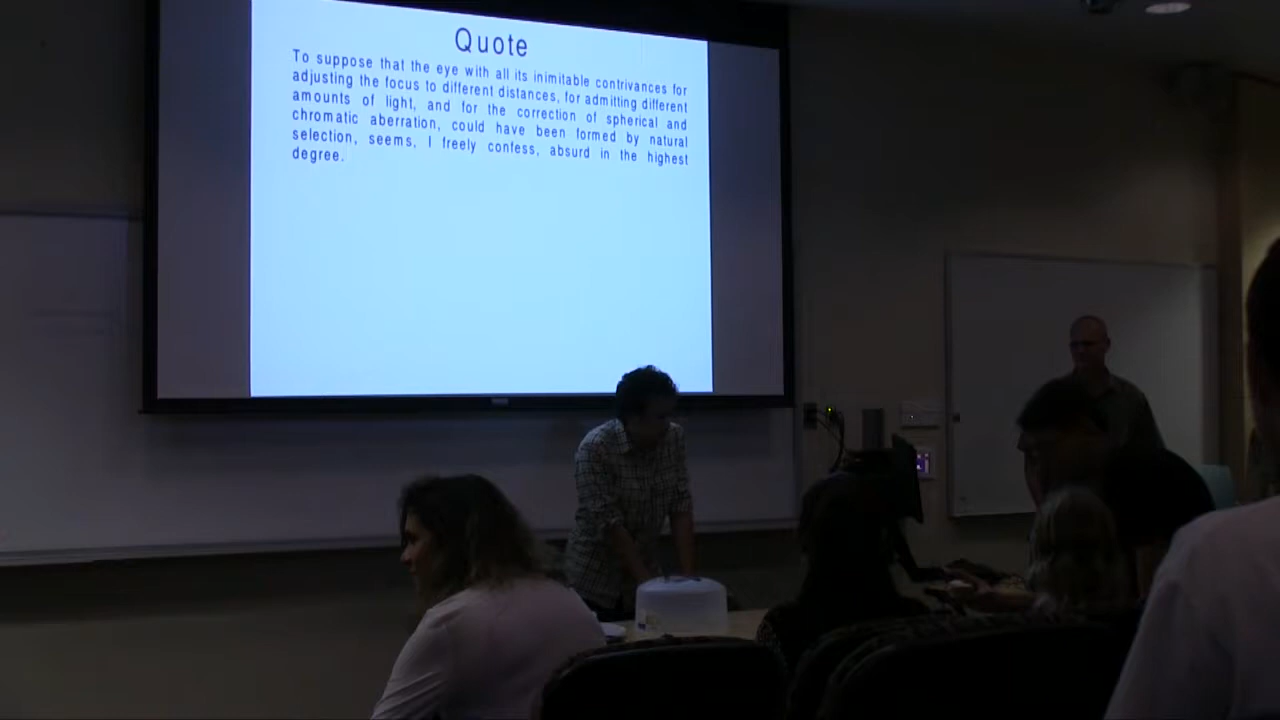 Quote
To suppose that the eye with all its inimitable contrivances for
adjusting the focus to different distances, for admitting different
amounts of light, and for the correction of spherical and
chromatic aberration, could have been formed by natural
selection, seems, I freely confess, absurd in the highest
degree.